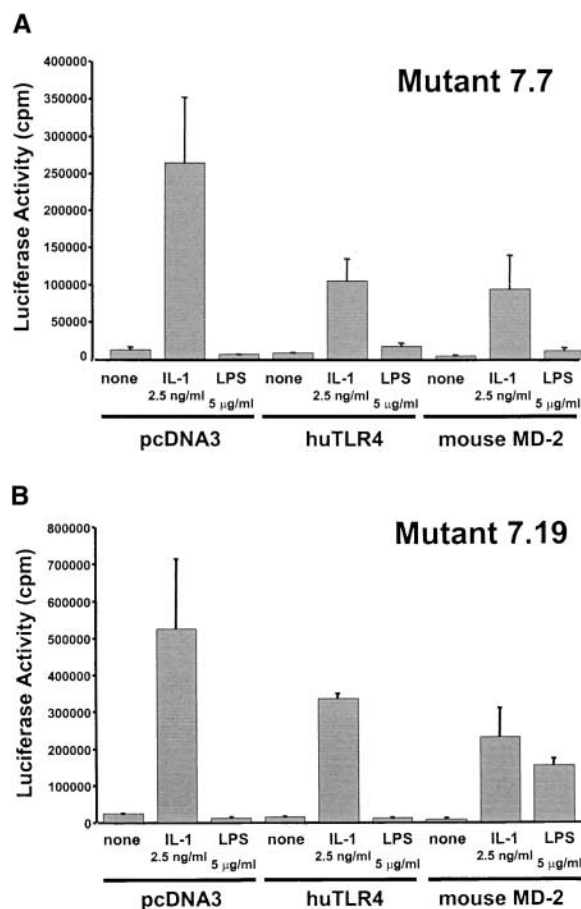 A
Mutant 7.7
Luciferase Activity (cpm)
400000
350000
300000
250000
200000
150000
100000
50000
0
none IL-1 LPS none IL-1 LPS none IL-1 LPS
2.5 ng/ml 5 µg/ml 2.5 ng/ml 5 µg/ml 2.5 ng/ml 5 µg/ml
pcDNA3 huTLR4 mouse MD-2
B
Mutant 7.19
Luciferase Activity (cpm)
800000
700000
600000
500000
400000
300000
200000
100000
0
none IL-1 LPS none IL-1 LPS none IL-1 LPS
2.5 ng/ml 5 µg/ml 2.5 ng/ml 5 µg/ml 2.5 ng/ml 5 µg/ml
pcDNA3 huTLR4 mouse MD-2